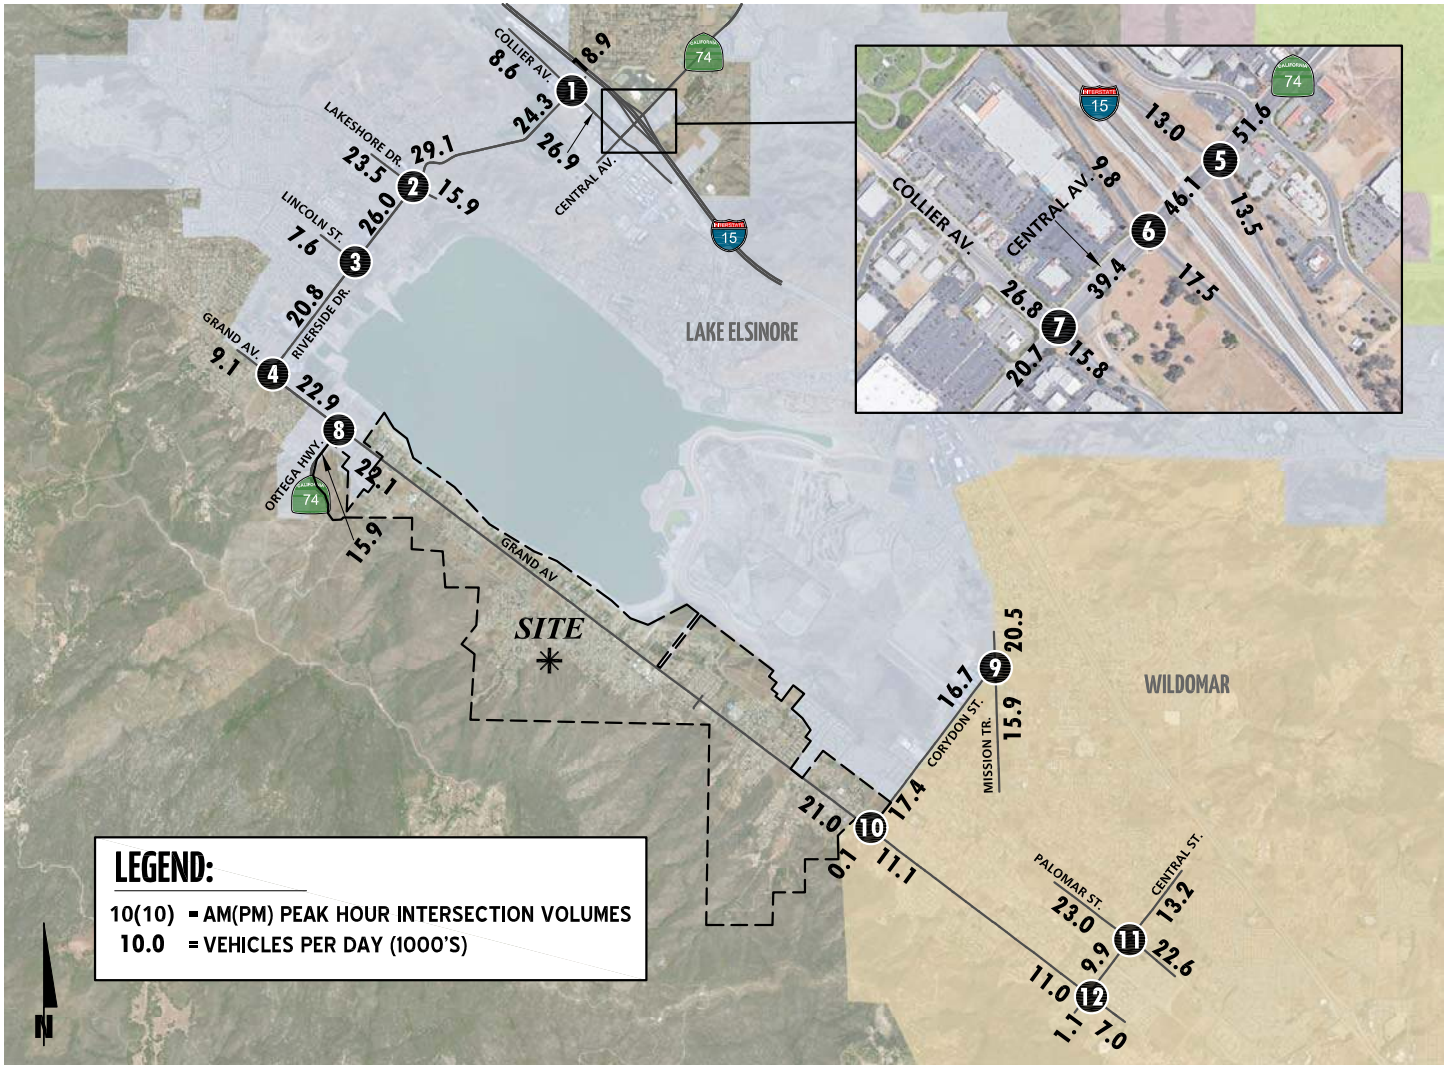 COLLIER AV.
8.6
18.9
1
24.3
26.9
CALIFORNIA
74
CENTRAL AV.
INTERSTATE
15
LAKESHORE DR.
23.5
29.1
2
15.9
26.0
LINCOLN ST.
7.6
3
20.8
RIVERSIDE DR.
GRAND AV.
9.1
4
22.9
8
22.1
ORTEGA HWY.
CALIFORNIA
74
15.9
LAKE ELSINORE
INTERSTATE
15
CALIFORNIA
74
13.0
51.6
5
9.8
46.1
13.5
CENTRAL AV.
6
COLLIER AV.
39.4
17.5
26.8
7
20.7
15.8
GRAND AV
SITE
20.5
9
16.7
15.9
CORYDON ST.
MISSION TR.
WILDOMAR
17.4
21.0
10
0.1
11.1
PALOMAR ST.
CENTRAL ST.
23.0
13.2
11
9.9
22.6
11.0
12
1.1
7.0
LEGEND:
10(10) = AM(PM) PEAK HOUR INTERSECTION VOLUMES
10.0 = VEHICLES PER DAY (1000'S)
N